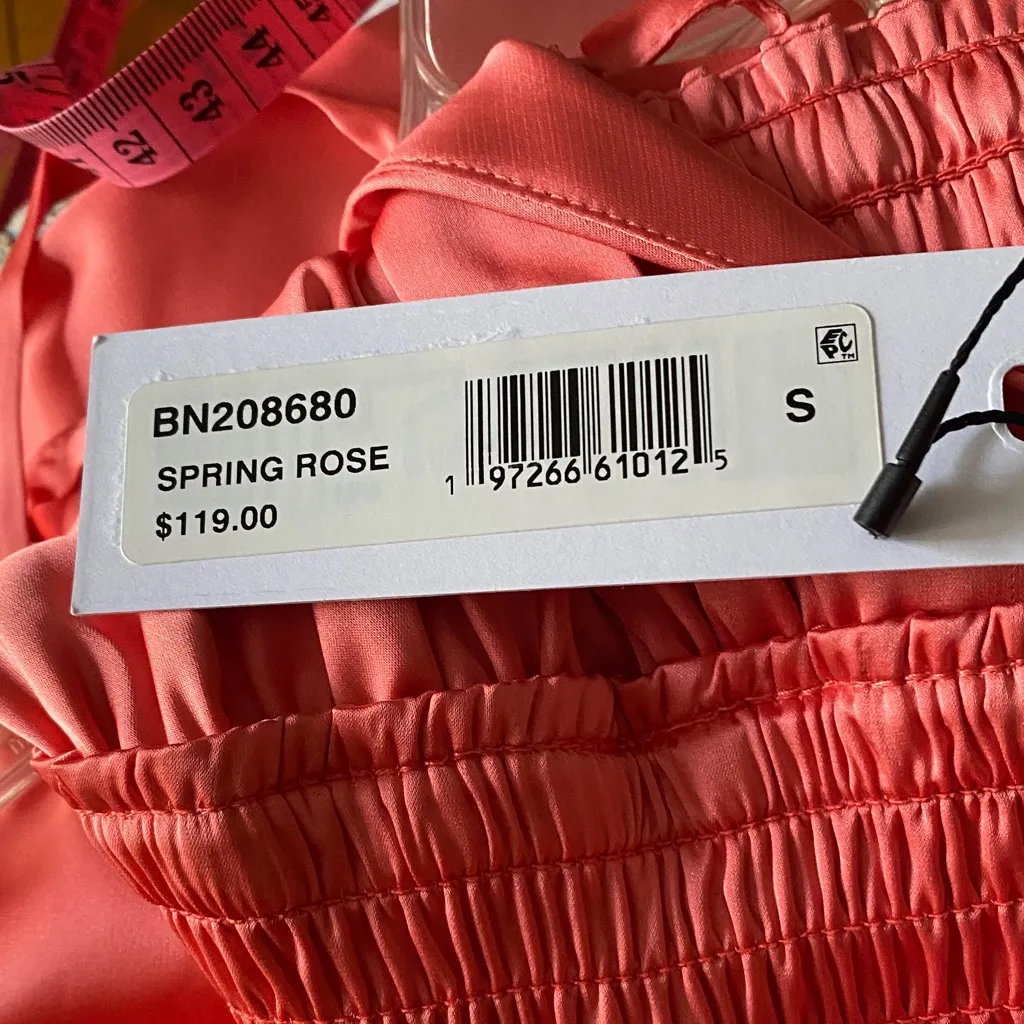 44
43
42
EPC
TM
BN208680
SPRING ROSE
$119.00
1 97266 61012 5
S